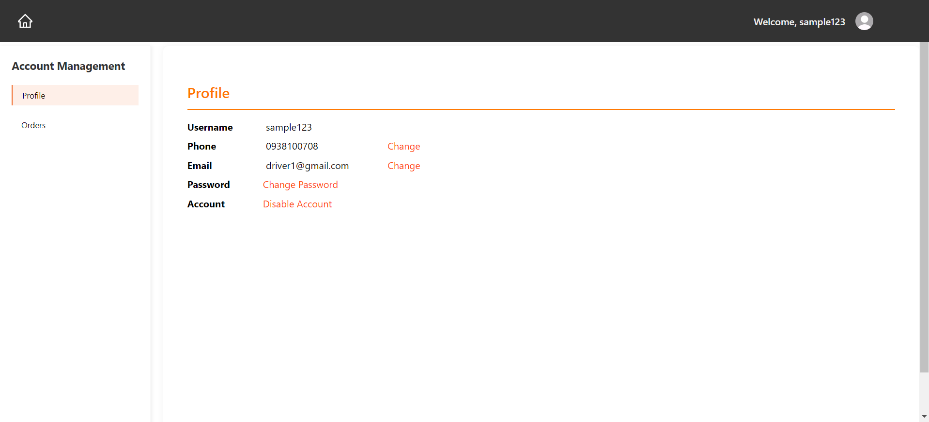 Welcome, sample123
Account Management
Profile
Orders
Profile
Username sample123
Phone 0938100708 Change
Email driver1@gmail.com Change
Password Change Password
Account Disable Account